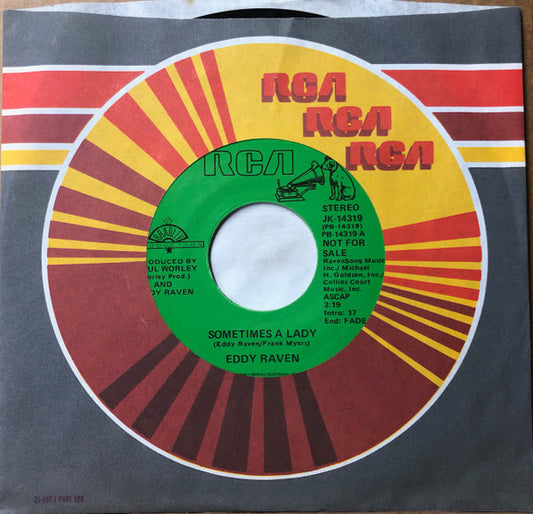 RCA
RCA
RCA
RCA
STEREO
JK-14319
(PB-14319)
PB-14319-A
NOT FOR
SALE
RavenSong Music
Inc./ Michael
H. Goldsen, Inc./
Collins Court
Music, Inc.
ASCAP
3:19
Intro: 17
End: FADE
ODUCED BY
UL WORLEY
orley Prod.)
AND
DY RAVEN
SOMETIMES A LADY
(Eddy Raven/Frank Myers)
EDDY RAVEN